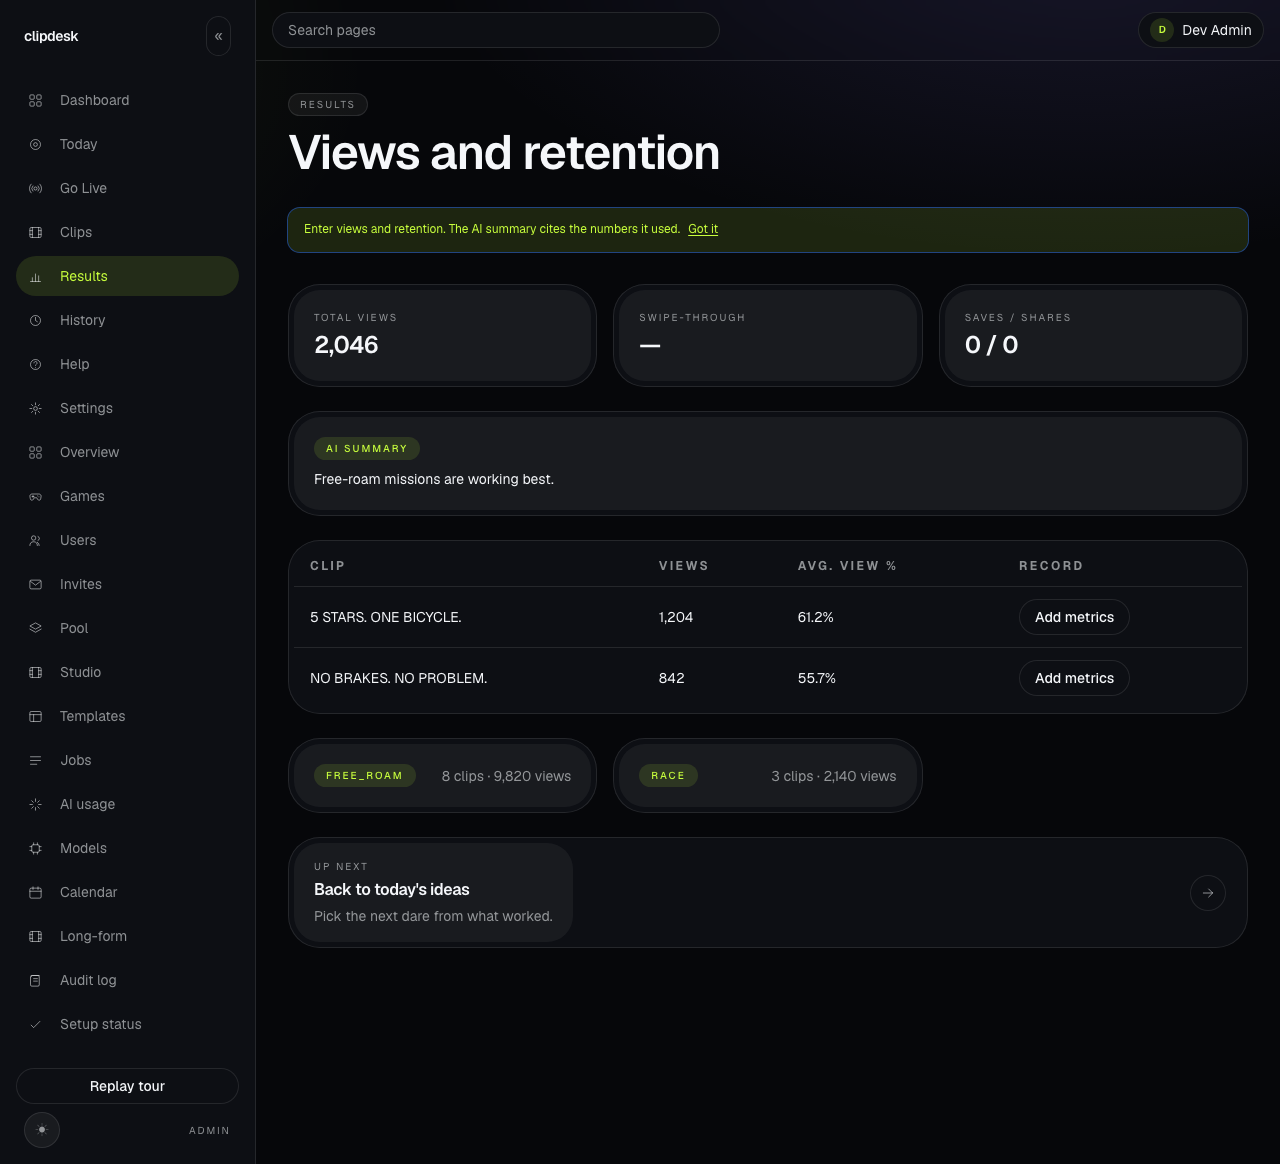 clipdesk
«
Dashboard
Today
Go Live
Clips
Results
History
Help
Settings
Overview
Games
Users
Invites
Pool
Studio
Templates
Jobs
AI usage
Models
Calendar
Long-form
Audit log
Setup status
Replay tour
ADMIN
Search pages
D Dev Admin
RESULTS
Views and retention
Enter views and retention. The AI summary cites the numbers it used. Got it
TOTAL VIEWS
2,046
SWIPE-THROUGH
—
SAVES / SHARES
0 / 0
AI SUMMARY
Free-roam missions are working best.
CLIP VIEWS AVG. VIEW % RECORD
5 STARS. ONE BICYCLE. 1,204 61.2% Add metrics
NO BRAKES. NO PROBLEM. 842 55.7% Add metrics
FREE_ROAM 8 clips · 9,820 views
RACE 3 clips · 2,140 views
UP NEXT
Back to today's ideas
Pick the next dare from what worked.